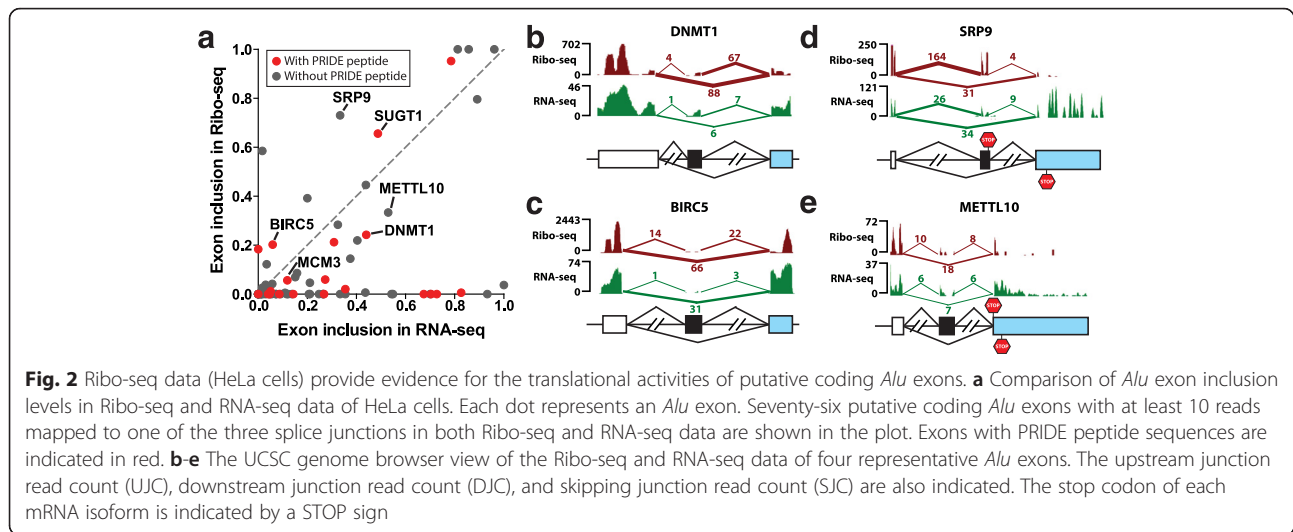 a
Exon inclusion in Ribo-seq
1.0
0.8
0.6
0.4
0.2
0.0
With PRIDE peptide
Without PRIDE peptide
SRP9
SUGT1
METTL10
BIRC5
DNMT1
MCM3
0.0 0.2 0.4 0.6 0.8 1.0
Exon inclusion in RNA-seq
b
DNMT1
702
Ribo-seq
0
4 67
88
46
RNA-seq
0
1 7
6
c
BIRC5
2443
Ribo-seq
0
14 22
66
74
RNA-seq
0
1 3
31
d
SRP9
250
Ribo-seq
0
164 4
31
121
RNA-seq
0
26 9
34
STOP
STOP
e
METTL10
72
Ribo-seq
0
10 8
18
37
RNA-seq
0
6 6
7
STOP
STOP
Fig. 2 Ribo-seq data (HeLa cells) provide evidence for the translational activities of putative coding Alu exons. a Comparison of Alu exon inclusion
levels in Ribo-seq and RNA-seq data of HeLa cells. Each dot represents an Alu exon. Seventy-six putative coding Alu exons with at least 10 reads
mapped to one of the three splice junctions in both Ribo-seq and RNA-seq data are shown in the plot. Exons with PRIDE peptide sequences are
indicated in red. b-e The UCSC genome browser view of the Ribo-seq and RNA-seq data of four representative Alu exons. The upstream junction
read count (UJC), downstream junction read count (DJC), and skipping junction read count (SJC) are also indicated. The stop codon of each
mRNA isoform is indicated by a STOP sign